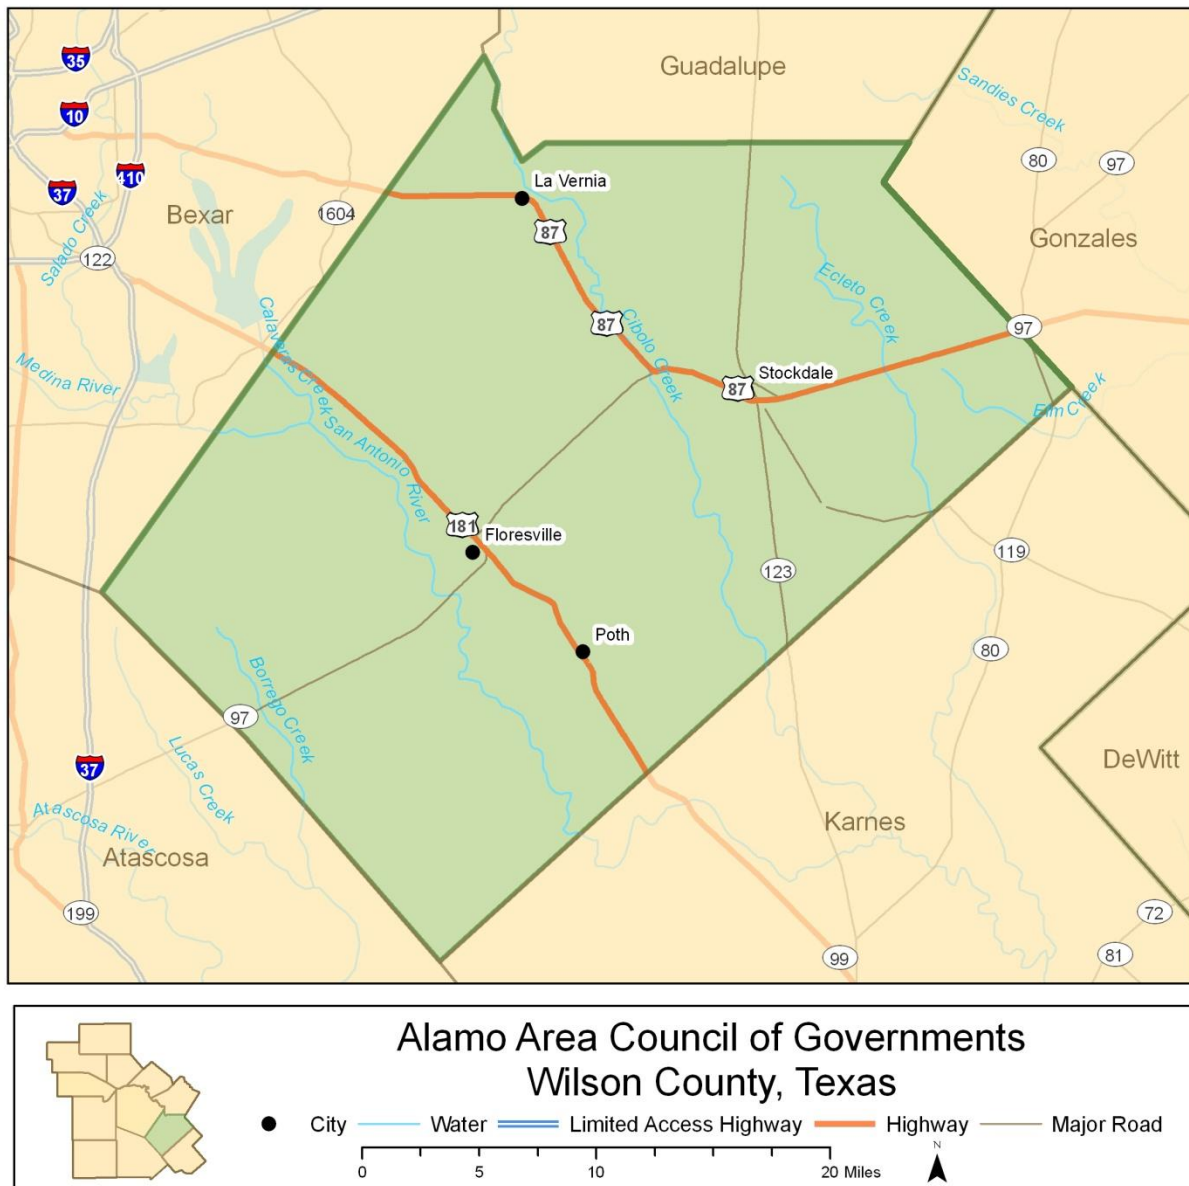 Guadalupe
35
Sandies Creek
10
80
97
410
37
La Vernia
Bexar
1604
Salado Creek
87
Gonzales
122
Ecleto Creek
Calaveras Creek
87
Cibolo Creek
97
Medina River
Stockdale
87
Elm Creek
San Antonio River
181
Floresville
119
123
Poth
80
Borrego Creek
97
Lucas Creek
37
DeWitt
Atascosa River
Karnes
Atascosa
199
72
99
81
Alamo Area Council of Governments
Wilson County, Texas
City Water Limited Access Highway Highway Major Road
N
0 5 10 20 Miles